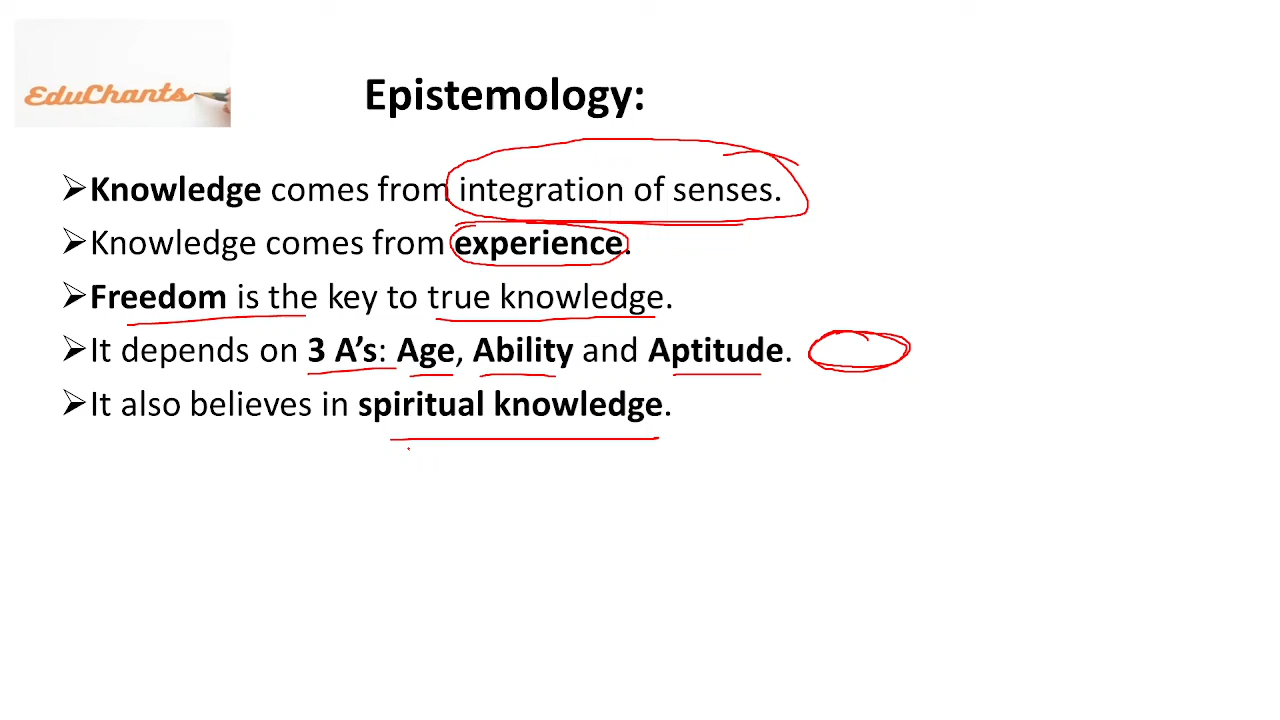 EduChants
Epistemology:
➢Knowledge comes from integration of senses.
➢Knowledge comes from experience.
➢Freedom is the key to true knowledge.
➢It depends on 3 A’s: Age, Ability and Aptitude.
➢It also believes in spiritual knowledge.